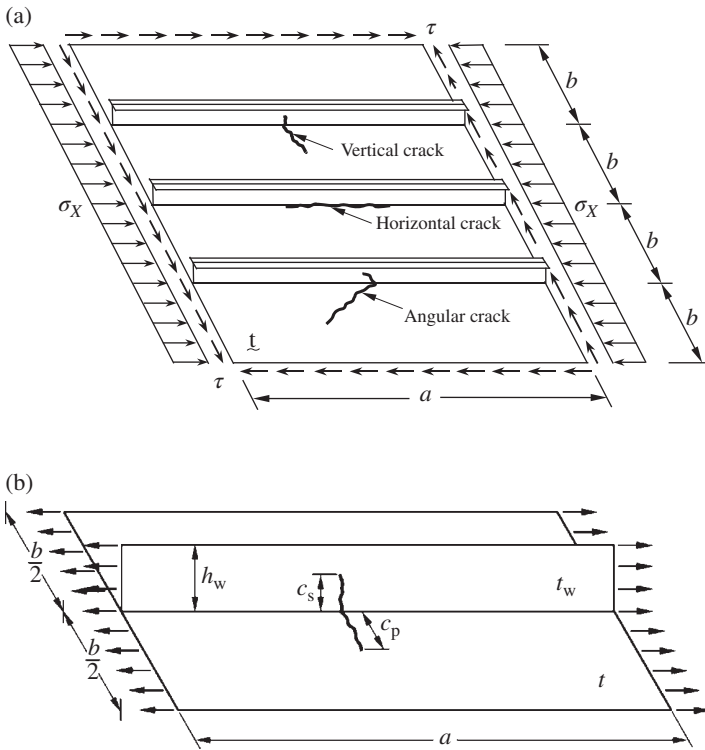 (a)
τ
b
Vertical crack
b
σX
σX
Horizontal crack
b
Angular crack
b
t
τ
a
(b)
b
2
hw
cs
tw
cp
b
2
t
a